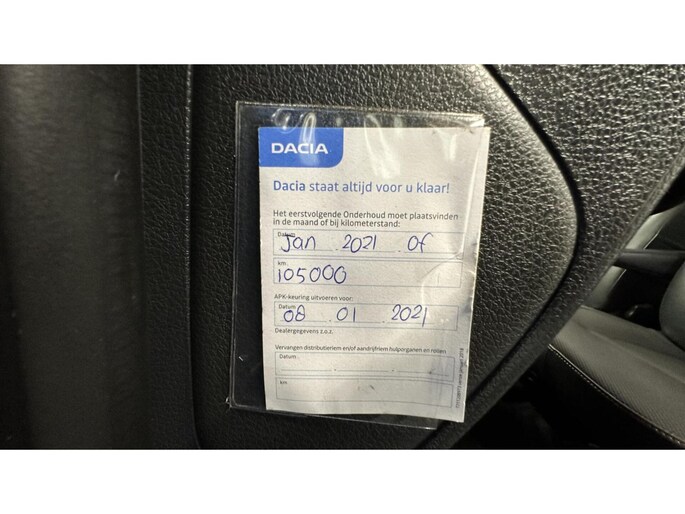 DACIA
Dacia staat altijd voor u klaar!
Het eerstvolgende Onderhoud moet plaatsvinden
in de maand of bij kilometerstand:
Datum
Jan 2021 of
km
105000
APK-keuring uitvoeren voor:
Datum
08 . 01 . 2021
Dealergegevens z.o.z.
Vervangen distributieriem en/of aandrijfriem hulporganen en rollen
Datum
km